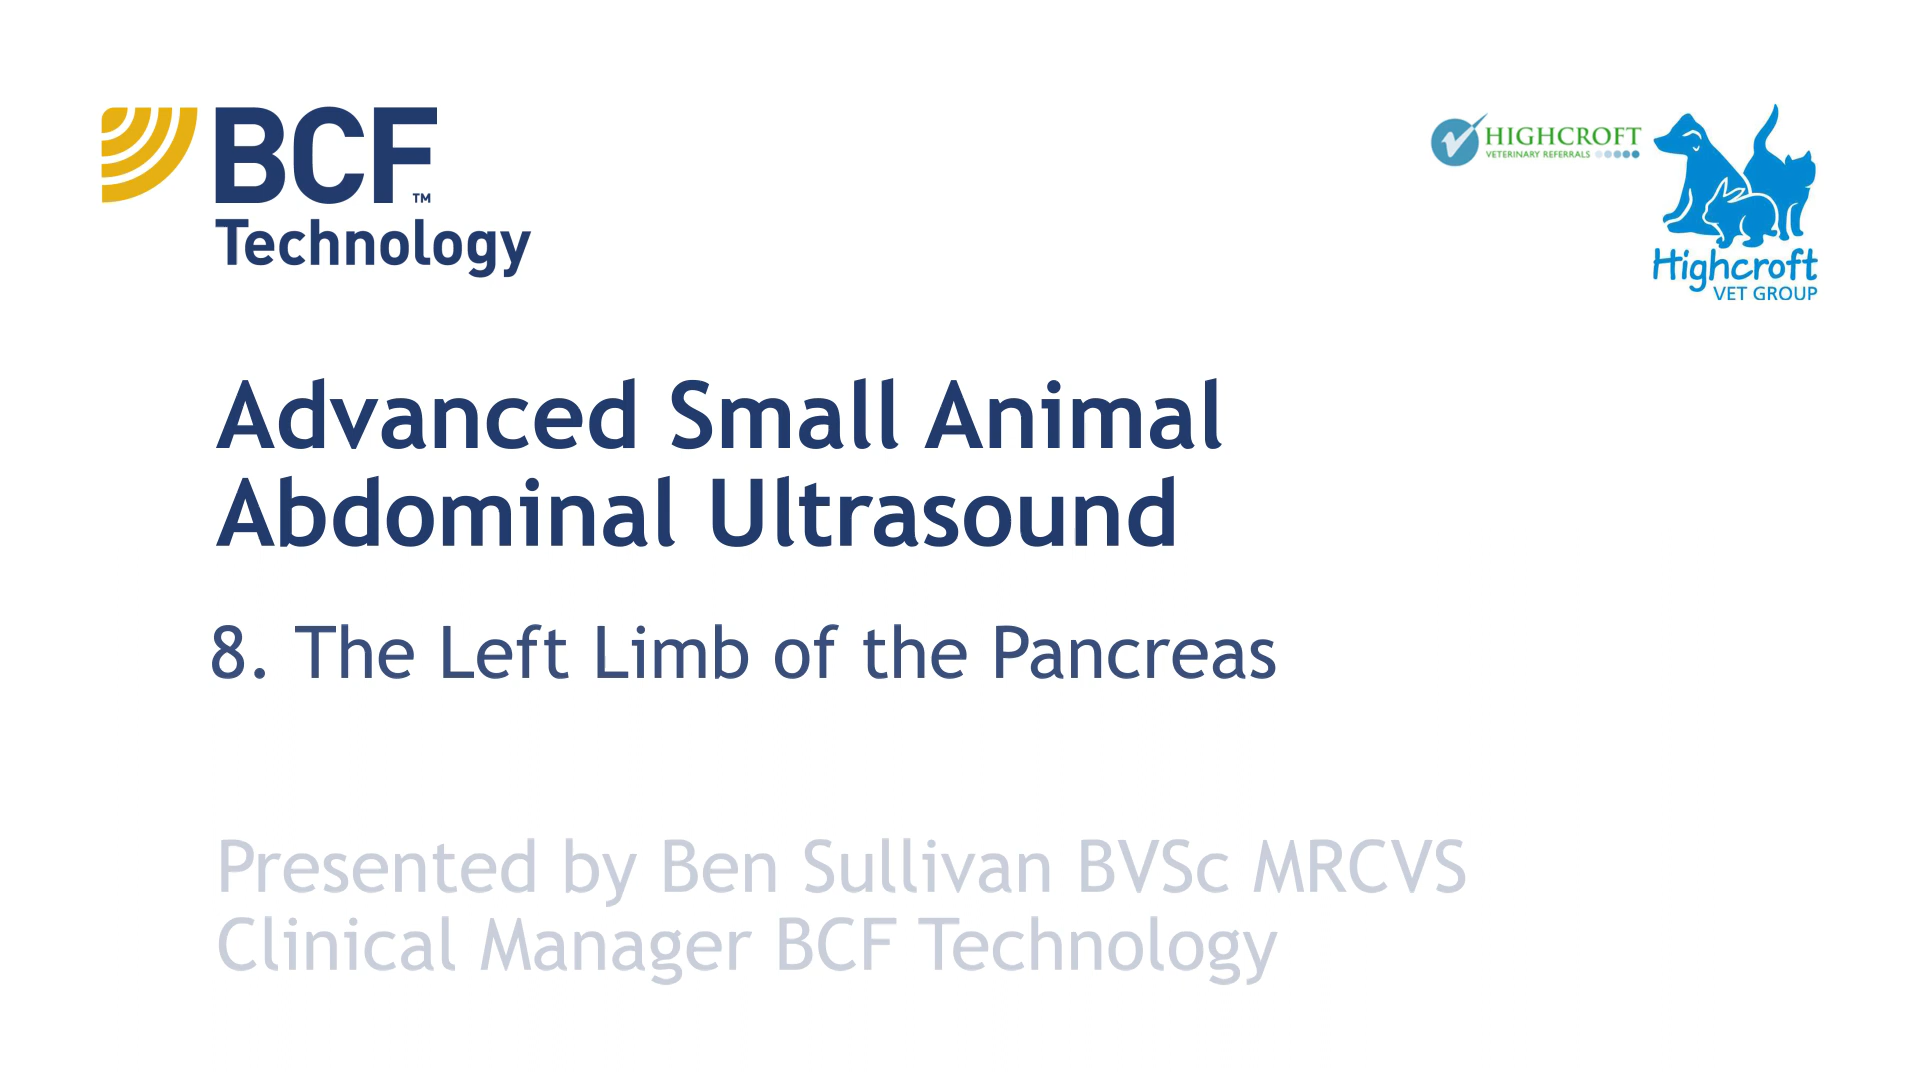 BCF™
Technology
HIGHCROFT
VETERINARY REFERRALS
Highcroft
VET GROUP
Advanced Small Animal
Abdominal Ultrasound
8. The Left Limb of the Pancreas
Presented by Ben Sullivan BVSc MRCVS
Clinical Manager BCF Technology